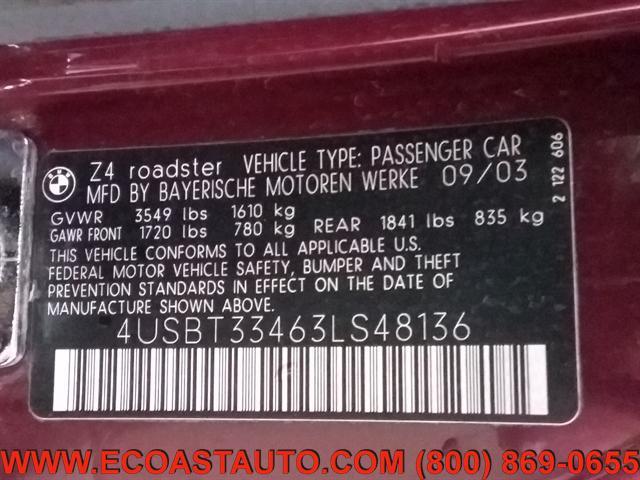 BMW
Z4 roadster VEHICLE TYPE: PASSENGER CAR
MFD BY BAYERISCHE MOTOREN WERKE 09/03
GVWR 3549 lbs 1610 kg
GAWR FRONT 1720 lbs 780 kg REAR 1841 lbs 835 kg
THIS VEHICLE CONFORMS TO ALL APPLICABLE U.S.
FEDERAL MOTOR VEHICLE SAFETY, BUMPER AND THEFT
PREVENTION STANDARDS IN EFFECT ON THE DATE OF
MANUFACTURE SHOWN ABOVE.
4USBT33463LS48136
2 122 606
WWW.ECOASTAUTO.COM (800) 869-0655